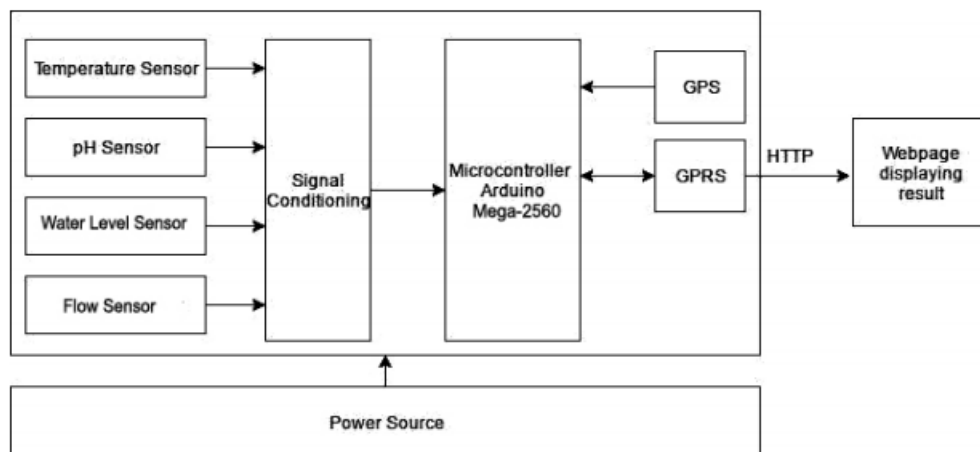 Temperature Sensor
pH Sensor
Water Level Sensor
Flow Sensor
Signal
Conditioning
Microcontroller
Arduino
Mega-2560
GPS
GPRS
HTTP
Webpage
displaying
result
Power Source